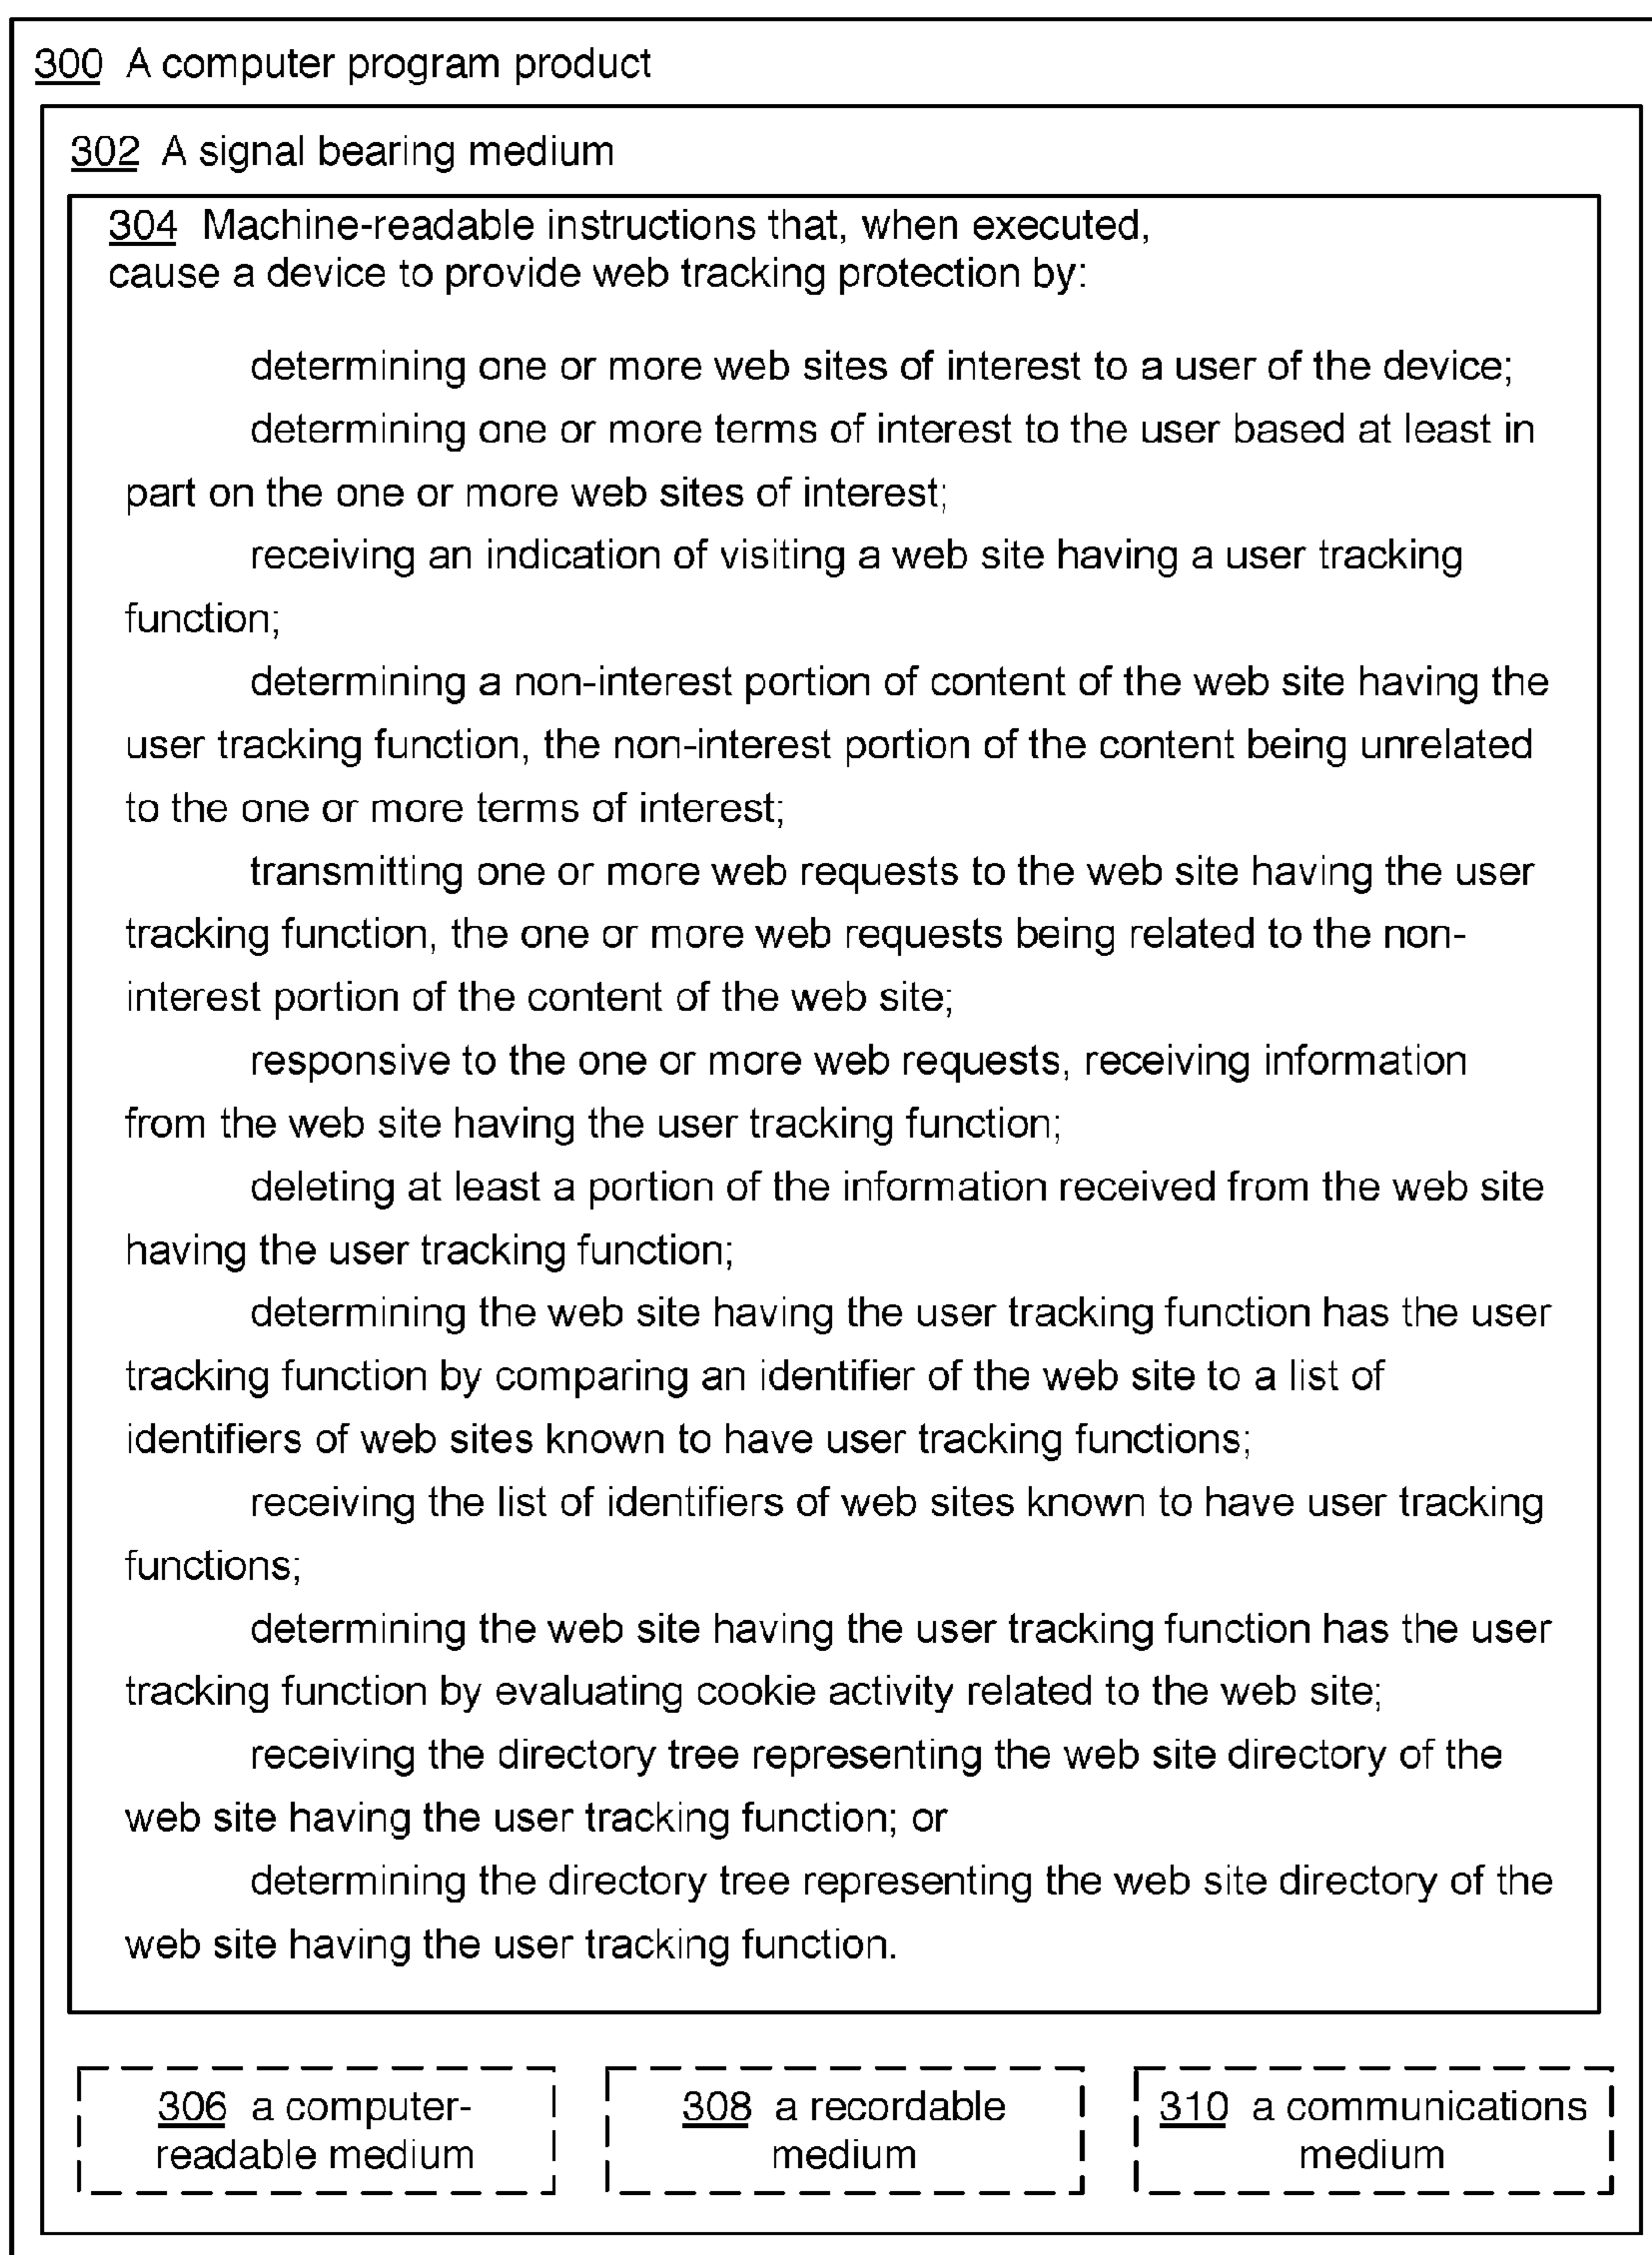 300 A computer program product
302 A signal bearing medium
304 Machine-readable instructions that, when executed,
cause a device to provide web tracking protection by:
determining one or more web sites of interest to a user of the device;
determining one or more terms of interest to the user based at least in
part on the one or more web sites of interest;
receiving an indication of visiting a web site having a user tracking
function;
determining a non-interest portion of content of the web site having the
user tracking function, the non-interest portion of the content being unrelated
to the one or more terms of interest;
transmitting one or more web requests to the web site having the user
tracking function, the one or more web requests being related to the non-
interest portion of the content of the web site;
responsive to the one or more web requests, receiving information
from the web site having the user tracking function;
deleting at least a portion of the information received from the web site
having the user tracking function;
determining the web site having the user tracking function has the user
tracking function by comparing an identifier of the web site to a list of
identifiers of web sites known to have user tracking functions;
receiving the list of identifiers of web sites known to have user tracking
functions;
determining the web site having the user tracking function has the user
tracking function by evaluating cookie activity related to the web site;
receiving the directory tree representing the web site directory of the
web site having the user tracking function; or
determining the directory tree representing the web site directory of the
web site having the user tracking function.
306 a computer-
readable medium
308 a recordable
medium
310 a communications
medium